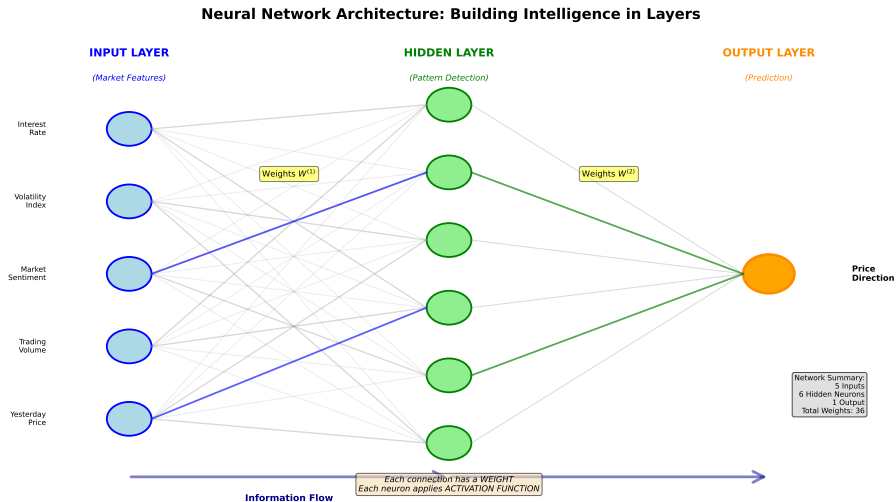 Neural Network Architecture: Building Intelligence in Layers
INPUT LAYER
(Market Features)
HIDDEN LAYER
(Pattern Detection)
OUTPUT LAYER
(Prediction)
Interest
Rate
Volatility
Index
Market
Sentiment
Trading
Volume
Yesterday
Price
Weights W(1)
Weights W(2)
Price
Direction
Network Summary:
5 Inputs
6 Hidden Neurons
1 Output
Total Weights: 36
Each connection has a WEIGHT
Each neuron applies ACTIVATION FUNCTION
Information Flow